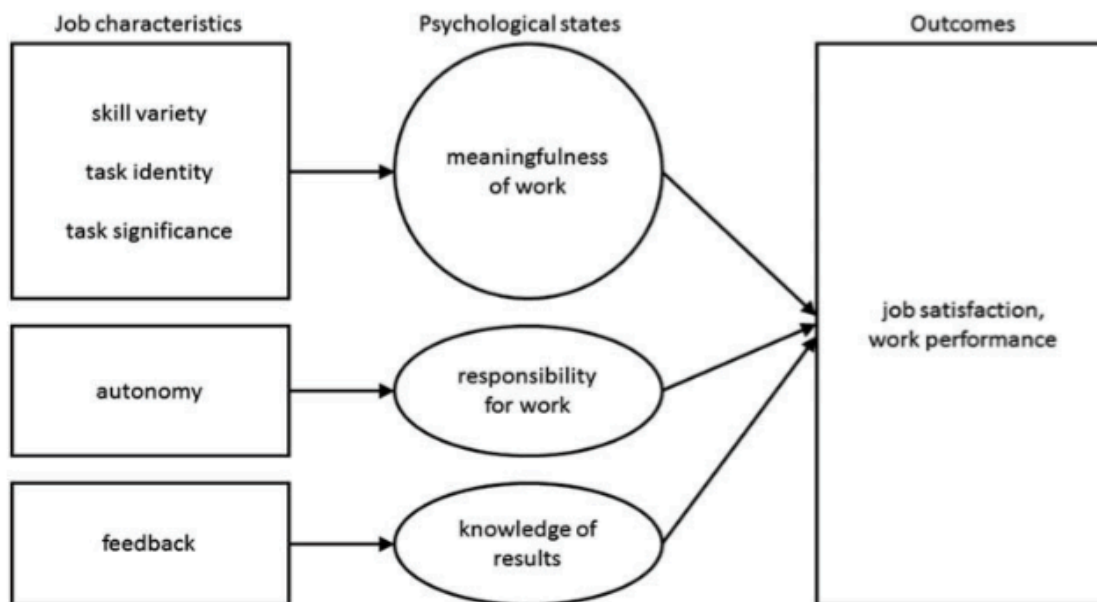 Job characteristics
Psychological states
Outcomes
skill variety
task identity
task significance
meaningfulness
of work
job satisfaction,
work performance
autonomy
responsibility
for work
feedback
knowledge of
results